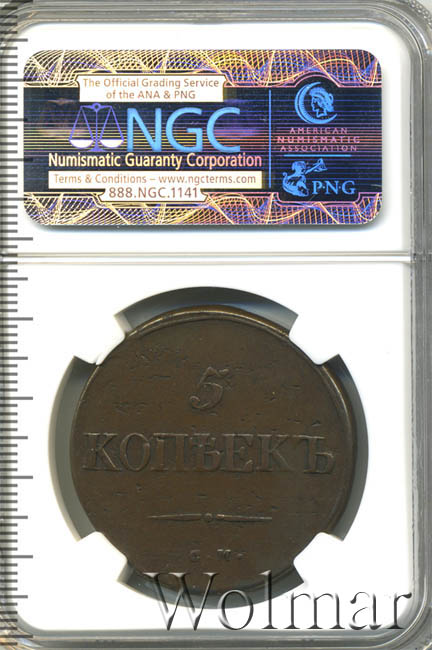 The Official Grading Service
of the ANA & PNG
NGC
Numismatic Guaranty Corporation
Terms & Conditions – www.ngcterms.com
888.NGC.1141
AMERICAN
NUMISMATIC
ASSOCIATION
PNG
5
КОПѢЕКЪ
С. М.
Wolmar